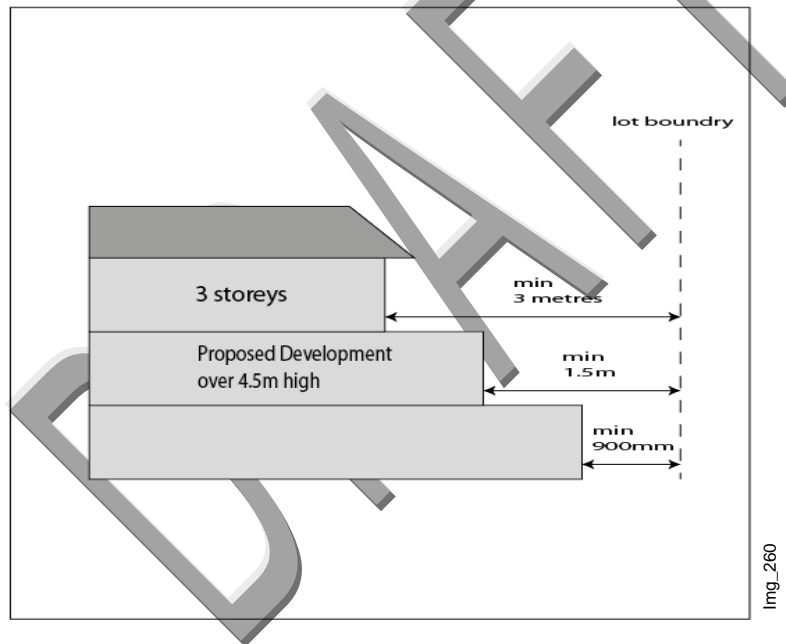 lot boundry
min
3 metres
3 storeys
min
1.5m
Proposed Development
over 4.5m high
min
900mm
Img_260
DRAFT